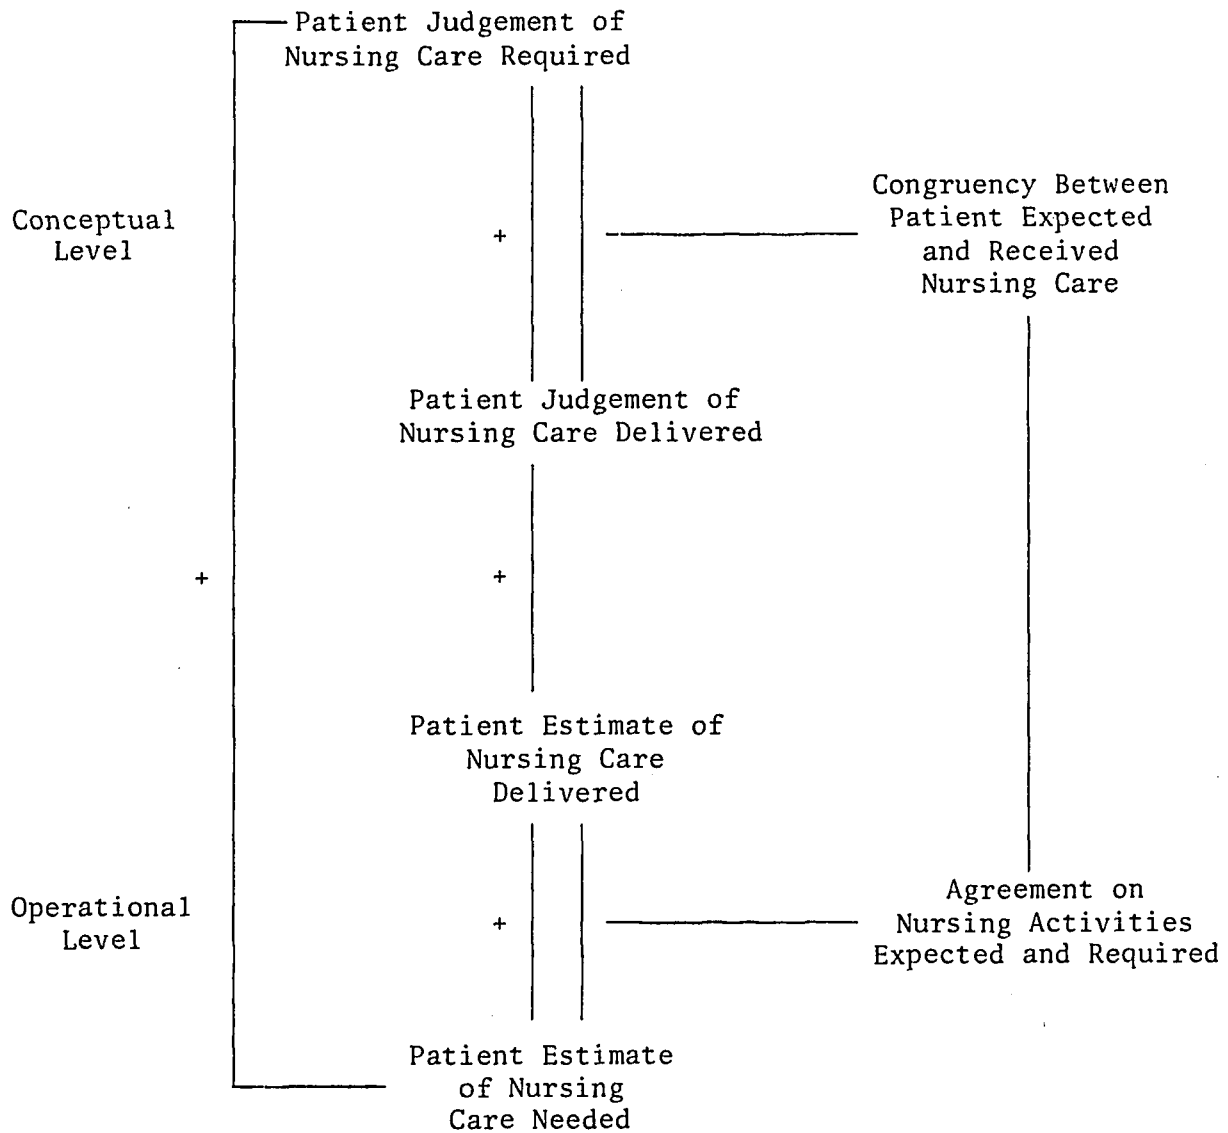 Patient Judgement of
Nursing Care Required
Conceptual
Level
+
Congruency Between
Patient Expected
and Received
Nursing Care
Patient Judgement of
Nursing Care Delivered
+
+
Patient Estimate of
Nursing Care
Delivered
Operational
Level
+
Agreement on
Nursing Activities
Expected and Required
Patient Estimate
of Nursing
Care Needed